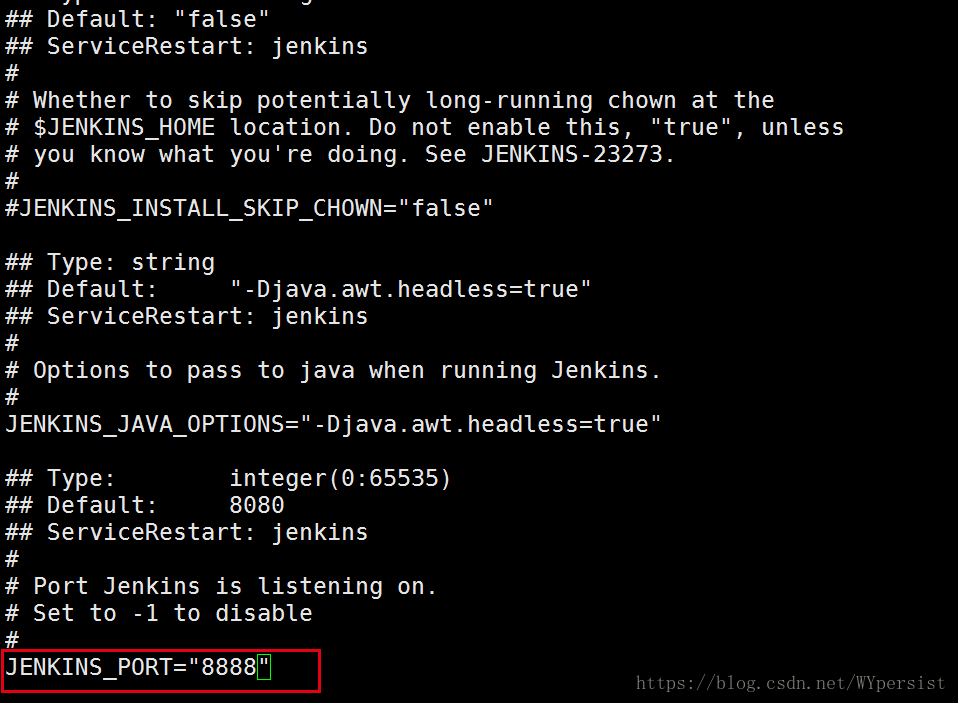 ## Default: "false"
## ServiceRestart: jenkins
#
# Whether to skip potentially long-running chown at the
# $JENKINS_HOME location. Do not enable this, "true", unless
# you know what you're doing. See JENKINS-23273.
#
#JENKINS_INSTALL_SKIP_CHOWN="false"

## Type: string
## Default:     "-Djava.awt.headless=true"
## ServiceRestart: jenkins
#
# Options to pass to java when running Jenkins.
#
JENKINS_JAVA_OPTIONS="-Djava.awt.headless=true"

## Type:        integer(0:65535)
## Default:     8080
## ServiceRestart: jenkins
#
# Port Jenkins is listening on.
# Set to -1 to disable
#
JENKINS_PORT="8888"
https://blog.csdn.net/WYpersist